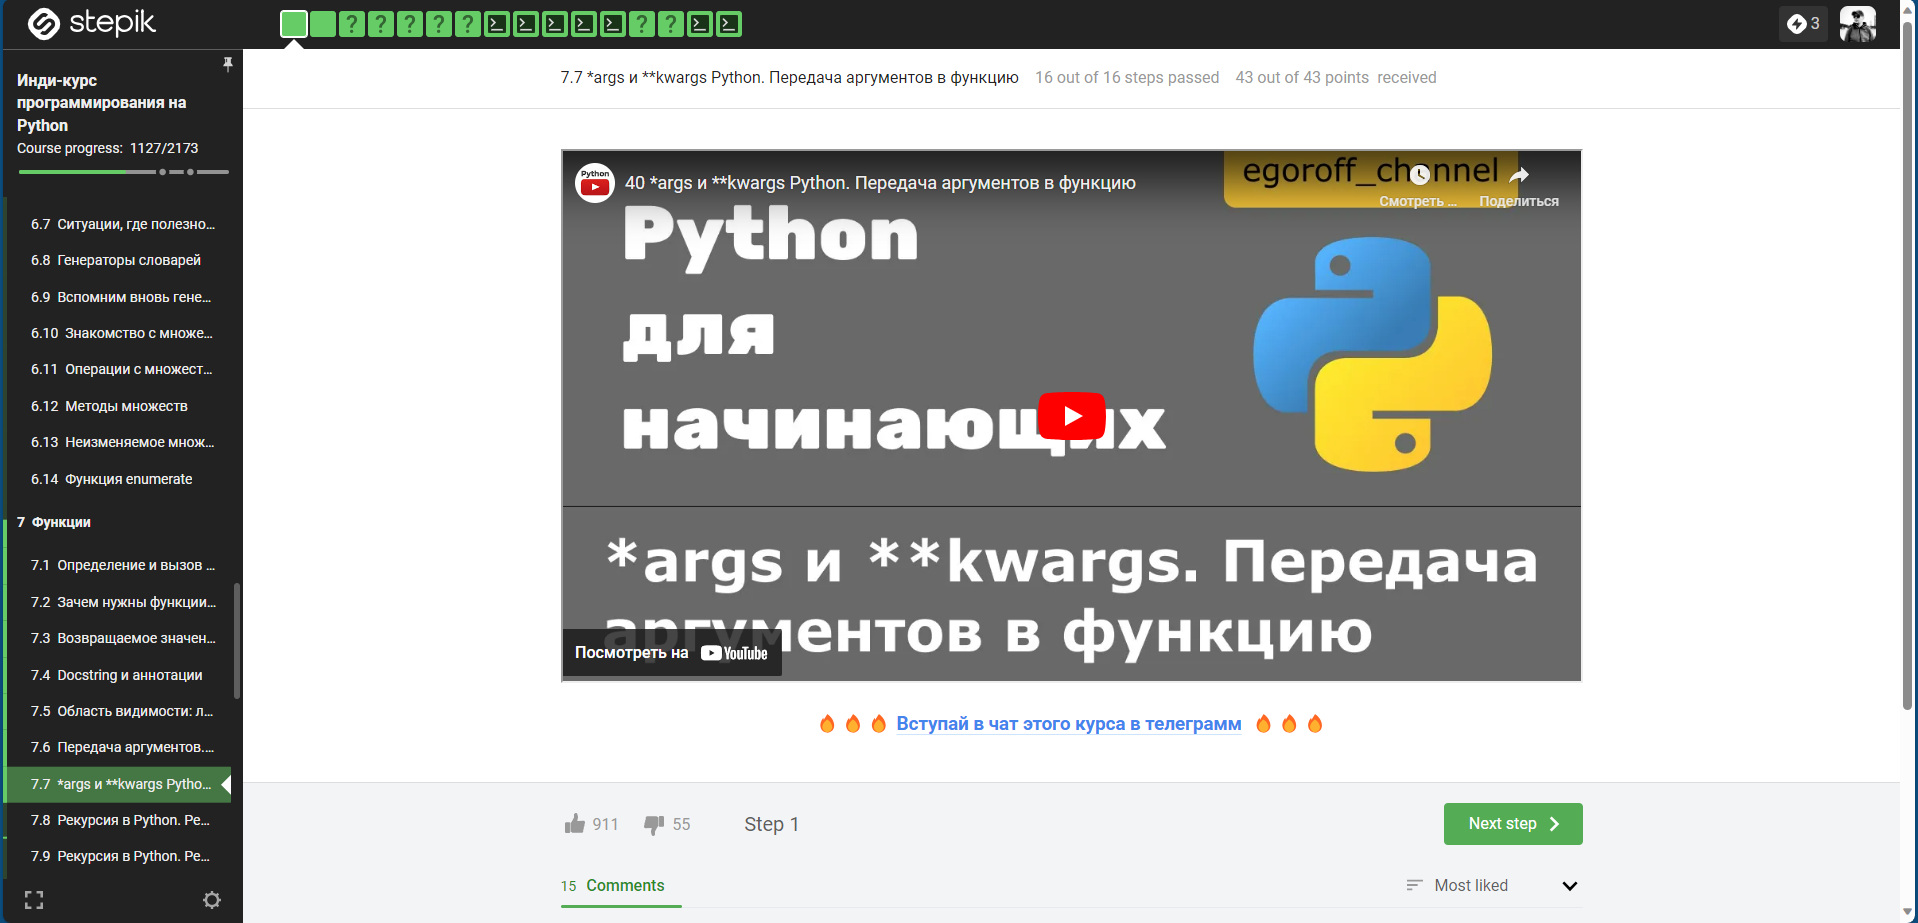 stepik
3
Инди-курс
программирования на
Python
Course progress: 1127/2173
6.7 Ситуации, где полезно...
6.8 Генераторы словарей
6.9 Вспомним вновь гене...
6.10 Знакомство с множе...
6.11 Операции с множест...
6.12 Методы множеств
6.13 Неизменяемое множ...
6.14 Функция enumerate
7 Функции
7.1 Определение и вызов ...
7.2 Зачем нужны функции...
7.3 Возвращаемое значен...
7.4 Docstring и аннотации
7.5 Область видимости: л...
7.6 Передача аргументов....
7.7 *args и **kwargs Pytho...
7.8 Рекурсия в Python. Ре...
7.9 Рекурсия в Python. Ре...
7.7 *args и **kwargs Python. Передача аргументов в функцию 16 out of 16 steps passed 43 out of 43 points received
Python
40 *args и **kwargs Python. Передача аргументов в функцию
egoroff_channel
Смотреть ... Поделиться
Python
для
начинающих
*args и **kwargs. Передача
аргументов в функцию
Посмотреть на YouTube
Вступай в чат этого курса в телеграмм
911 55 Step 1
Next step
15 Comments
Most liked